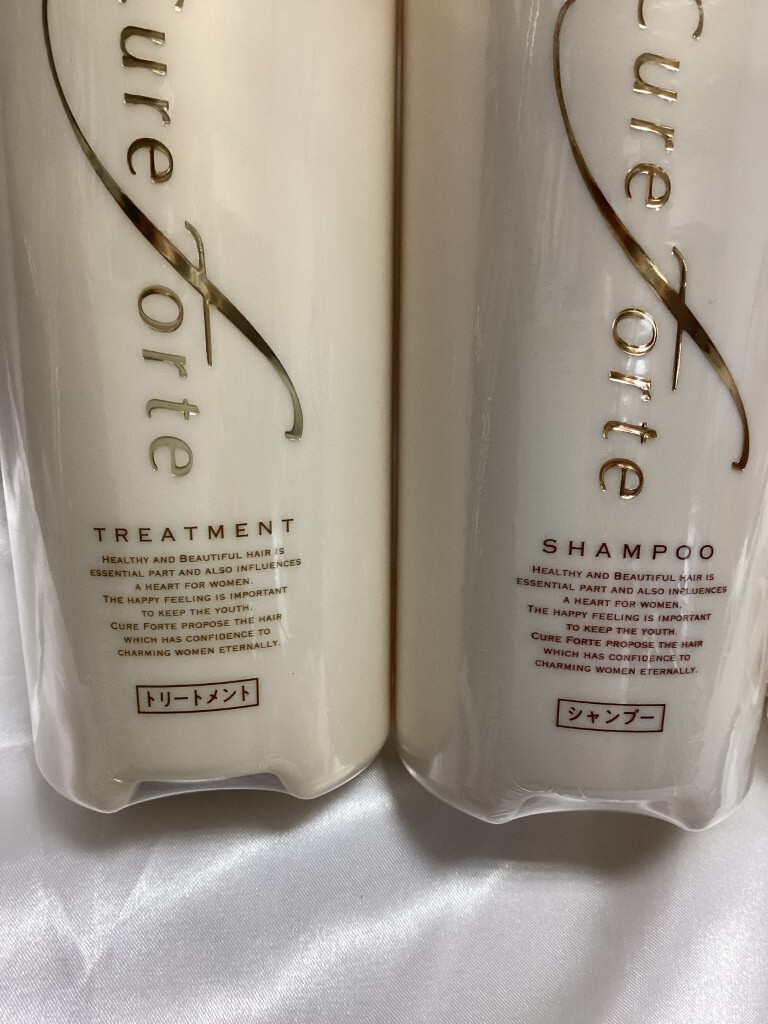 Cure Forte
TREATMENT
HEALTHY AND BEAUTIFUL HAIR IS
ESSENTIAL PART AND ALSO INFLUENCES
A HEART FOR WOMEN.
THE HAPPY FEELING IS IMPORTANT
TO KEEP THE YOUTH.
CURE FORTE PROPOSE THE HAIR
WHICH HAS CONFIDENCE TO
CHARMING WOMEN ETERNALLY.
トリートメント
Cure Forte
SHAMPOO
HEALTHY AND BEAUTIFUL HAIR IS
ESSENTIAL PART AND ALSO INFLUENCES
A HEART FOR WOMEN.
THE HAPPY FEELING IS IMPORTANT
TO KEEP THE YOUTH.
CURE FORTE PROPOSE THE HAIR
WHICH HAS CONFIDENCE TO
CHARMING WOMEN ETERNALLY.
シャンプー